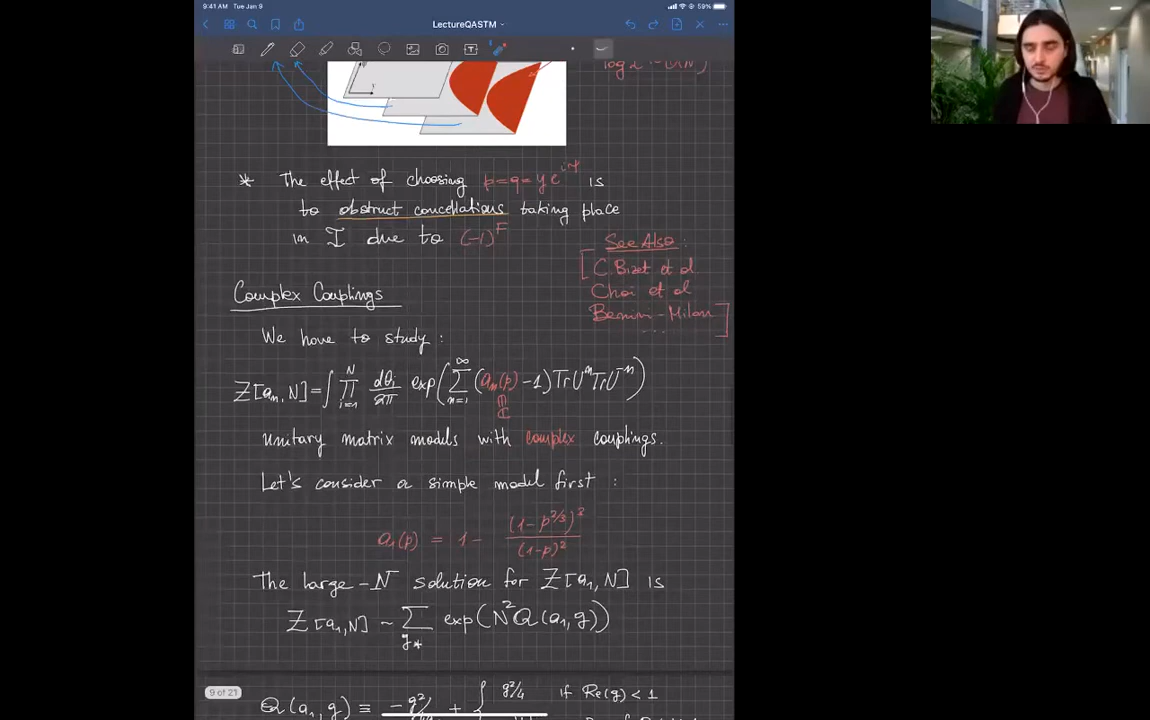 9:41 AM Tue Jan 9
59%
LectureQASTM
* The effect of choosing p=q=ye^{iψ} is
to obstruct cancellations taking place
in I due to (-1)^F
See Also:
[C. Bizet et al
Choi et al
Benini - Milan
...]
Complex Couplings
We have to study:
Z[a_n,N] = ∫ ∏_{i=1}^{N} dθ_i/2π exp(∑_{n=1}^{∞} (a_n(p) -1) Tr U^n Tr U^{-n})
ℂ
unitary matrix models with complex couplings.
Let's consider a simple model first:
a_1(p) = 1 - (1-p^{2/3})^3/(1-p)^2
The large-N solution for Z[a_1,N] is
Z[a_1,N] ~ ∑_{g*} exp(N^2 Q(a_1,g))
9 of 21
Q(a_1,g) ≡ -g^2/ + { g^2/4 if Re(g) < 1